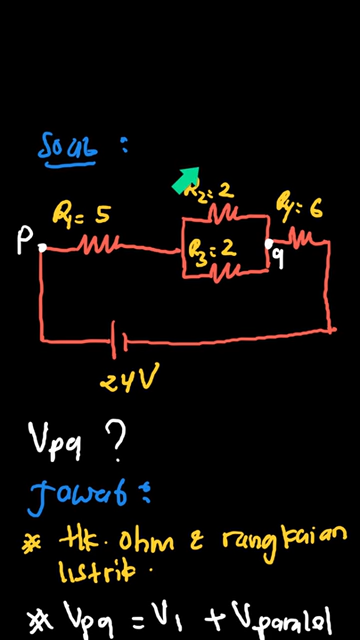 Soal :
R2 = 2
R1 = 5
R4 = 6
P
R3 = 2
q
24V
Vpq ?
Jawab :
* Hk. Ohm & rangkaian
listrik.
* Vpq = V1 + Vparalel